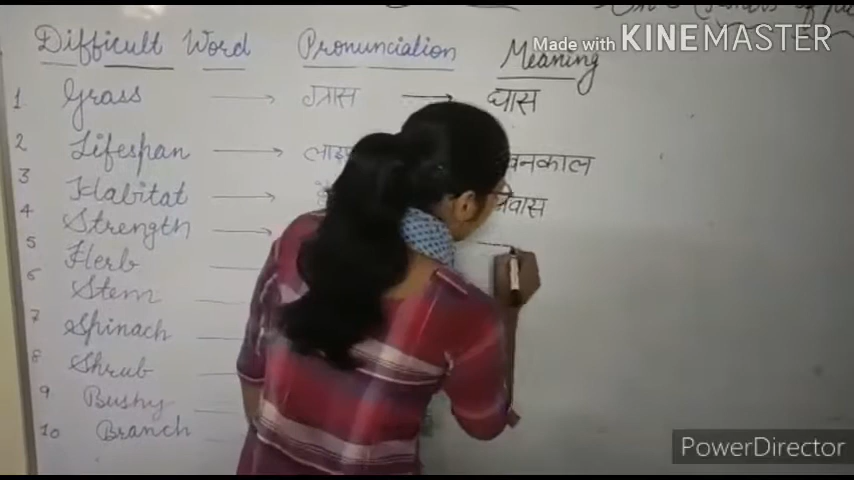 Difficult Word Pronunciation Meaning
Made with KINEMASTER
1 Grass ग्रास घास
2 Lifespan
3 Habitat
4 Strength
5 Herb
6 Stem
7 Spinach
8 Shrub
9 Bushy
10 Branch
PowerDirector